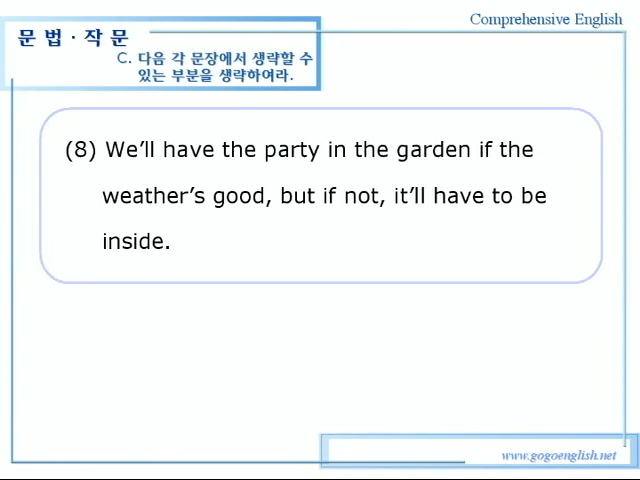 Comprehensive English
문 법 · 작 문
C. 다음 각 문장에서 생략할 수
있는 부분을 생략하여라.
(8) We’ll have the party in the garden if the
weather’s good, but if not, it’ll have to be
inside.
www.gogoenglish.net